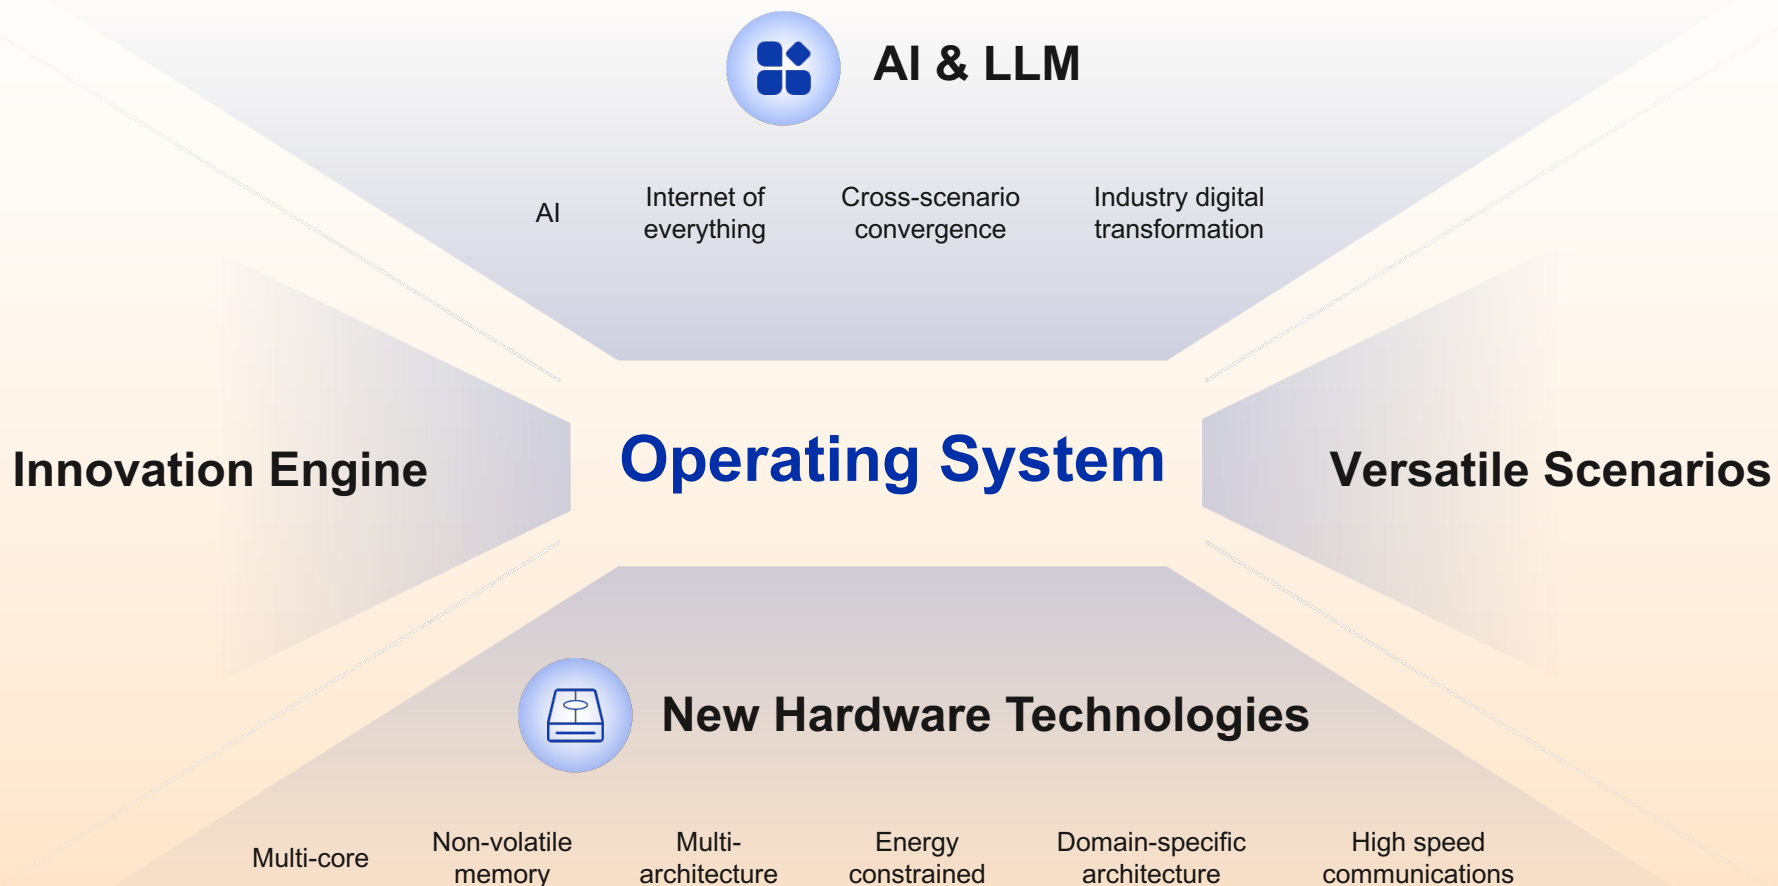 AI & LLM
AI
Internet of
everything
Cross-scenario
convergence
Industry digital
transformation
Innovation Engine
Operating System
Versatile Scenarios
New Hardware Technologies
Multi-core
Non-volatile
memory
Multi-
architecture
Energy
constrained
Domain-specific
architecture
High speed
communications